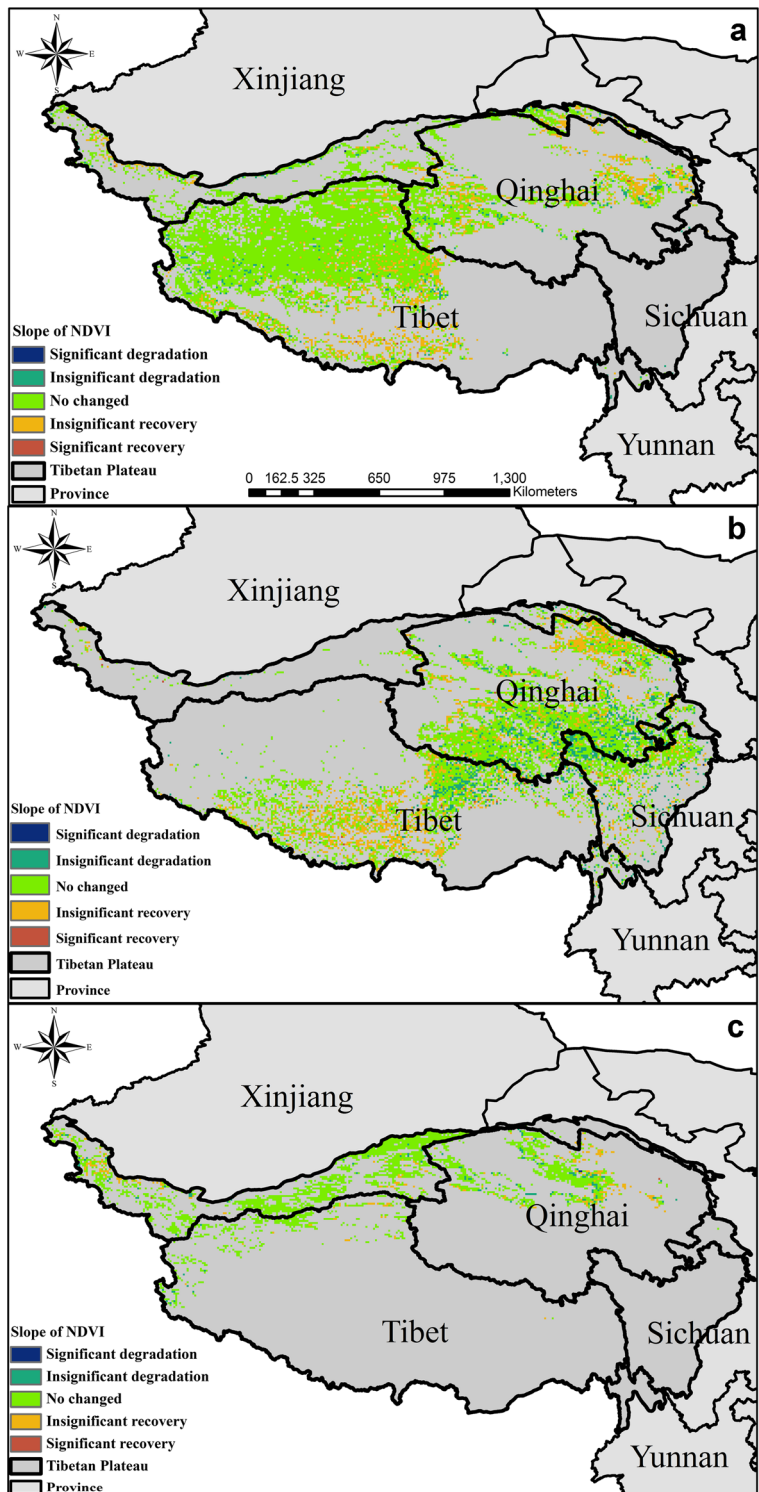 a
N
W E
S
Xinjiang
Qinghai
Tibet
Sichuan
Yunnan
Slope of NDVI
Significant degradation
Insignificant degradation
No changed
Insignificant recovery
Significant recovery
Tibetan Plateau
Province
0 162.5 325 650 975 1,300
Kilometers
b
N
W E
S
Xinjiang
Qinghai
Tibet
Sichuan
Yunnan
Slope of NDVI
Significant degradation
Insignificant degradation
No changed
Insignificant recovery
Significant recovery
Tibetan Plateau
Province
c
N
W E
S
Xinjiang
Qinghai
Tibet
Sichuan
Yunnan
Slope of NDVI
Significant degradation
Insignificant degradation
No changed
Insignificant recovery
Significant recovery
Tibetan Plateau
Province